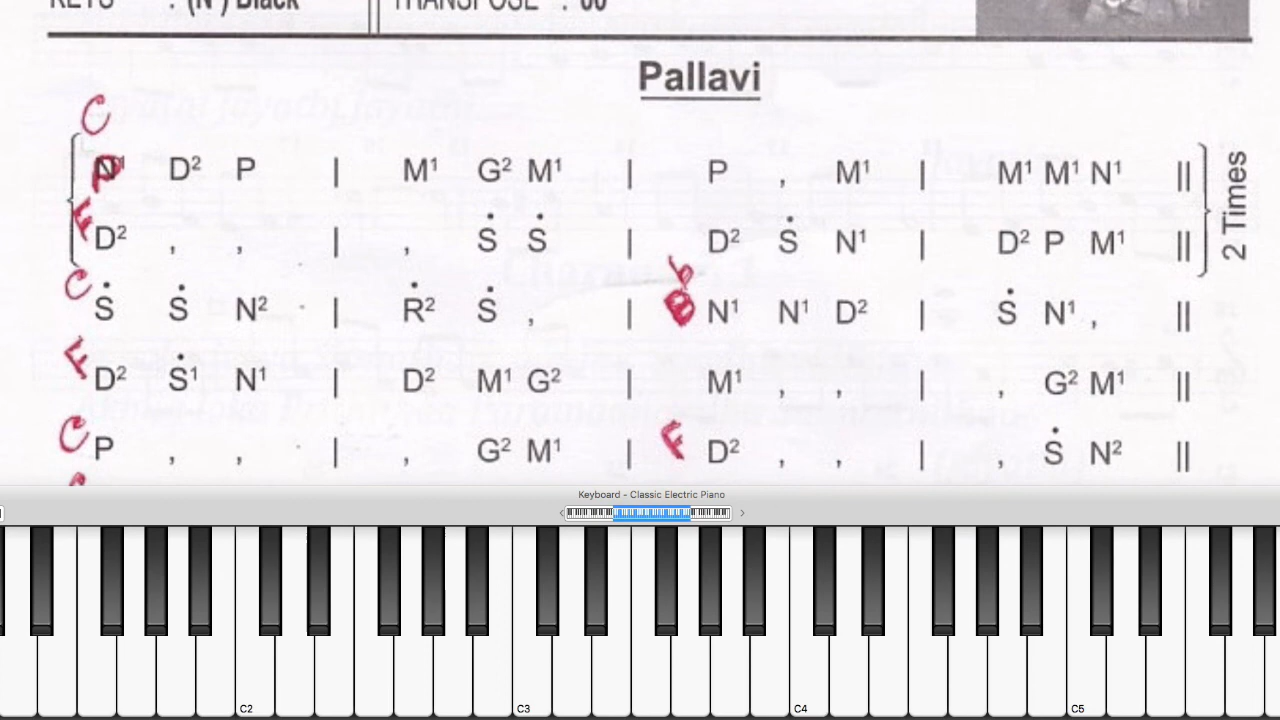 KEYS : (N¹) Black TRANSPOSE : 00
Pallavi
C
P D² P | M¹ G² M¹ | P , M¹ | M¹ M¹ N¹ ||
F D² , , | , Ṡ Ṡ | D² Ṡ N¹ | D² P M¹ || 2 Times
C Ṡ Ṡ N² | Ṙ² Ṡ , | b B N¹ N¹ D² | Ṡ N¹ , ||
F D² Ṡ¹ N¹ | D² M¹ G² | M¹ , , | , G² M¹ ||
C P , , | , G² M¹ | F D² , , | , Ṡ N² ||
Keyboard - Classic Electric Piano
C2 C3 C4 C5